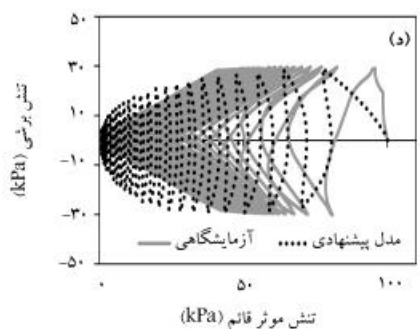 (د)
۵۰
۳۰
۱۰
-۱۰
-۳۰
-۵۰
تنش برشی (kPa)
مدل پیشنهادی
آزمایشگاهی
۰
۵۰
۱۰۰
تنش موثر قائم (kPa)